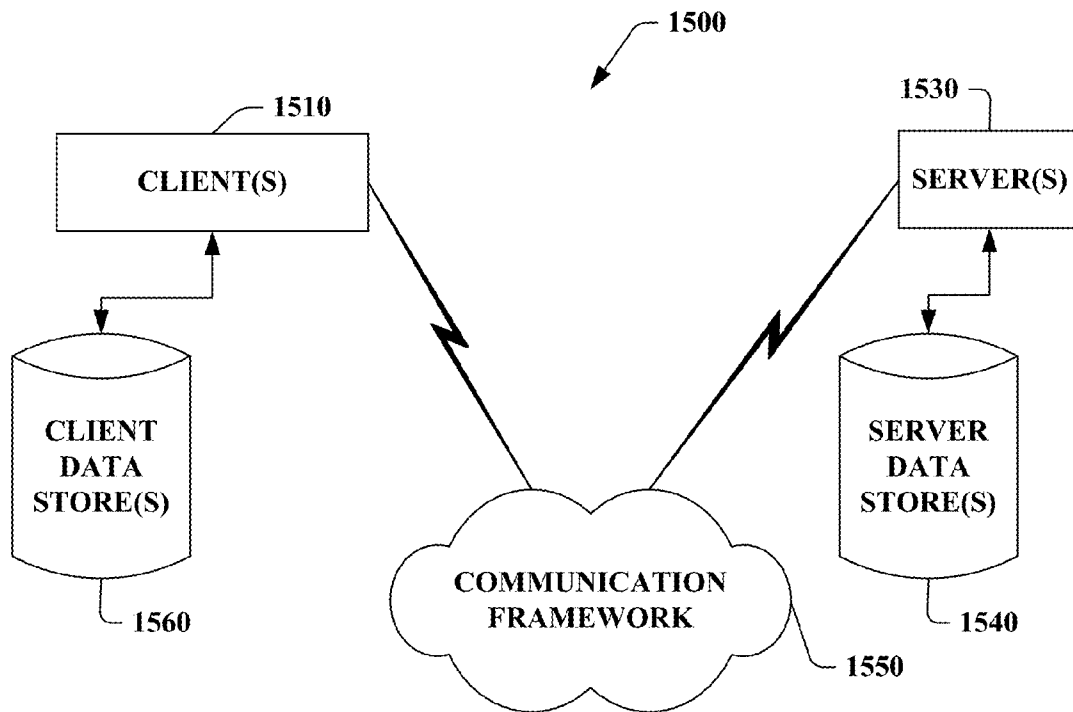 1500
1510
1530
CLIENT(S)
SERVER(S)
CLIENT
DATA
STORE(S)
SERVER
DATA
STORE(S)
COMMUNICATION
FRAMEWORK
1560
1540
1550